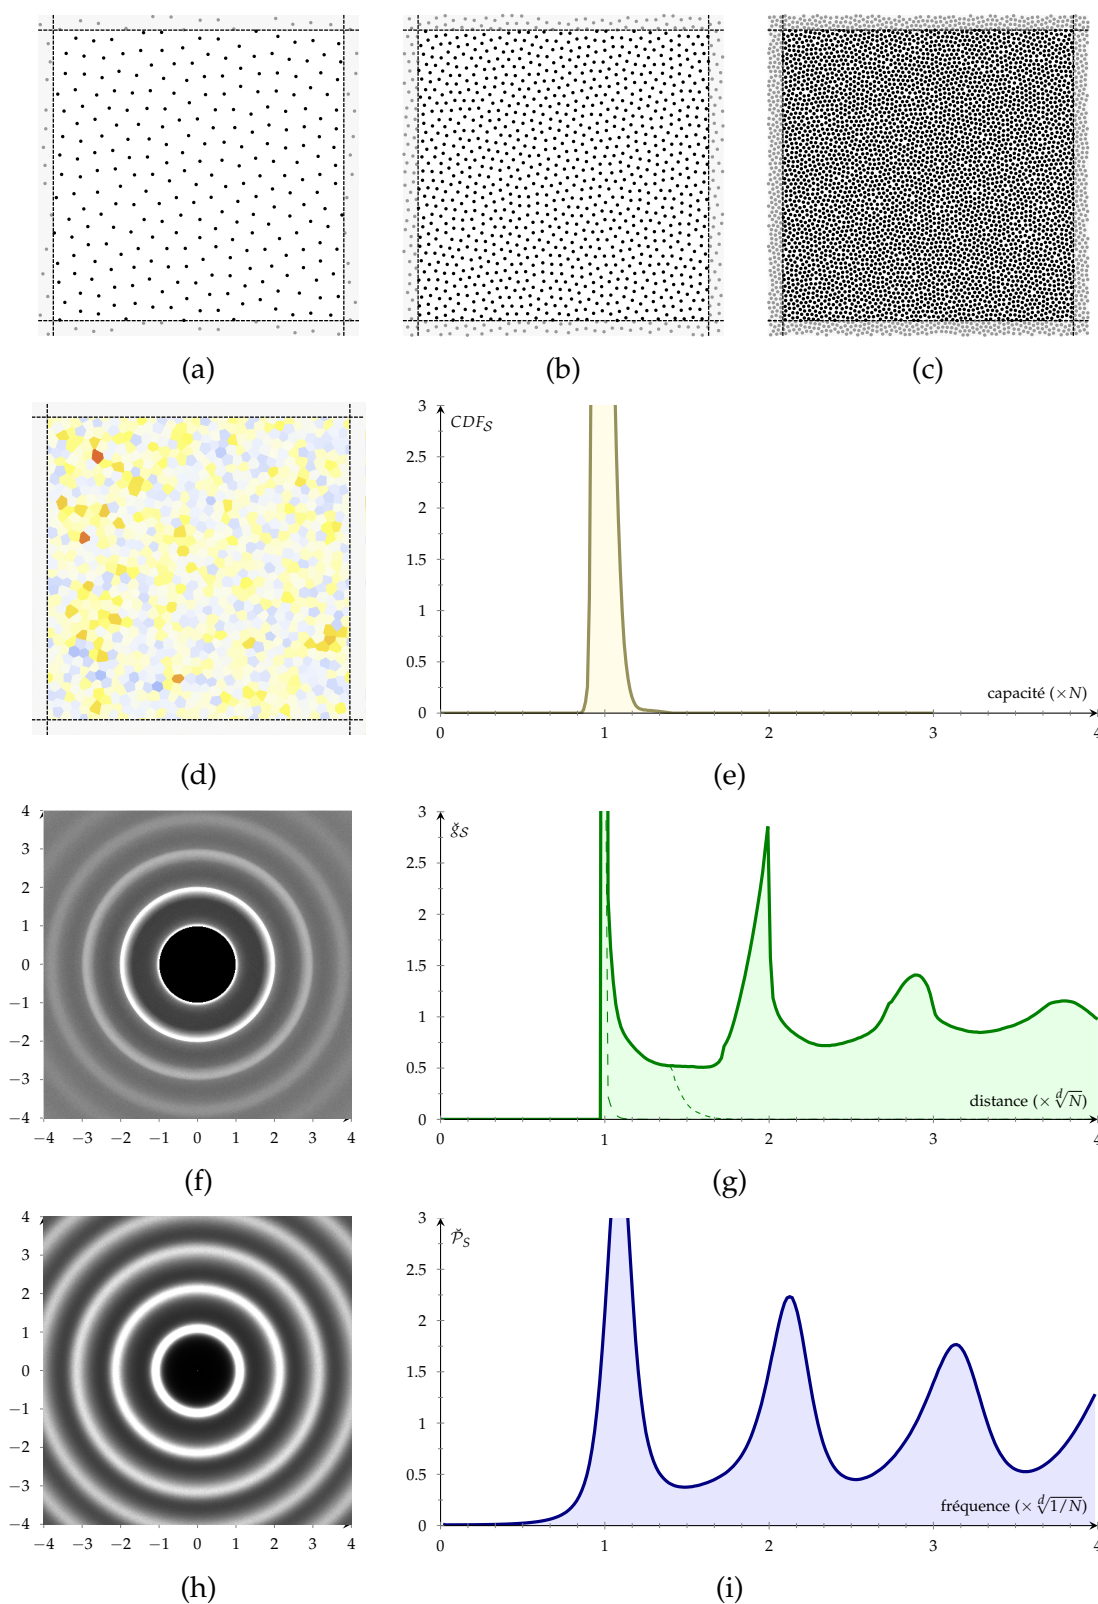 (a)
(b)
(c)
3
2.5
2
1.5
1
0.5
0
CDF_S
capacité (×N)
0 1 2 3 4
(d)
(e)
4
3
2
1
0
−1
−2
−3
−4
−4 −3 −2 −1 0 1 2 3 4
3
2.5
2
1.5
1
0.5
0
ğ_S
distance (× ᵈ√N)
0 1 2 3 4
(f)
(g)
4
3
2
1
0
−1
−2
−3
−4
−4 −3 −2 −1 0 1 2 3 4
3
2.5
2
1.5
1
0.5
0
P̌_S
fréquence (× ᵈ√1/N)
0 1 2 3 4
(h)
(i)